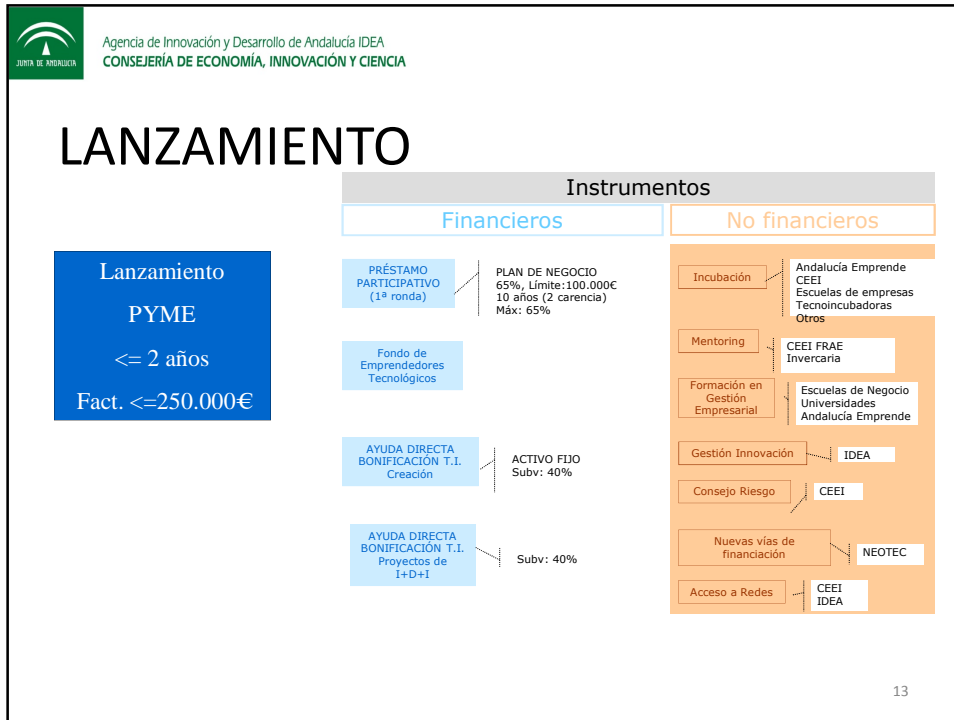 JUNTA DE ANDALUCIA
Agencia de Innovación y Desarrollo de Andalucía IDEA
CONSEJERÍA DE ECONOMÍA, INNOVACIÓN Y CIENCIA
LANZAMIENTO
Instrumentos
Financieros
No financieros
Lanzamiento
PYME
<= 2 años
Fact. <=250.000€
PRÉSTAMO
PARTICIPATIVO
(1ª ronda)
PLAN DE NEGOCIO
65%, Límite:100.000€
10 años (2 carencia)
Máx: 65%
Fondo de
Emprendedores
Tecnológicos
AYUDA DIRECTA
BONIFICACIÓN T.I.
Creación
ACTIVO FIJO
Subv: 40%
AYUDA DIRECTA
BONIFICACIÓN T.I.
Proyectos de
I+D+I
Subv: 40%
Incubación
Andalucía Emprende
CEEI
Escuelas de empresas
Tecnoincubadoras
Otros
Mentoring
CEEI FRAE
Invercaria
Formación en
Gestión
Empresarial
Escuelas de Negocio
Universidades
Andalucía Emprende
Gestión Innovación
IDEA
Consejo Riesgo
CEEI
Nuevas vías de
financiación
NEOTEC
Acceso a Redes
CEEI
IDEA
13